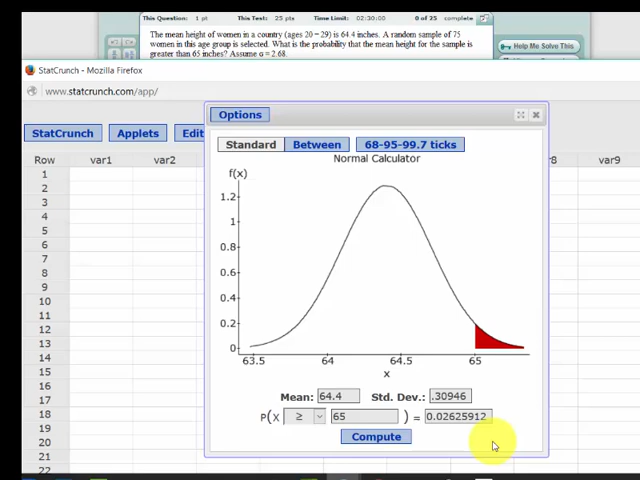 This Question: 1 pt This Test: 25 pts Time Limit: 02:30:00 0 of 25 complete
The mean height of women in a country (ages 20 − 29) is 64.4 inches. A random sample of 75
women in this age group is selected. What is the probability that the mean height for the sample is
greater than 65 inches? Assume σ = 2.68.
Help Me Solve This
StatCrunch - Mozilla Firefox
www.statcrunch.com/app/
Options
StatCrunch Applets Edit
Standard Between 68-95-99.7 ticks
Normal Calculator
Row var1 var2 var9
f(x)
1
2
3
4
5
6
7
8
9
10
11
12
13
14
15
16
17
18
19
20
21
22
1.2
1
0.8
0.6
0.4
0.2
0
63.5 64 64.5 65
x
Mean: 64.4 Std. Dev.: .30946
P(X ≥ 65 ) = 0.02625912
Compute